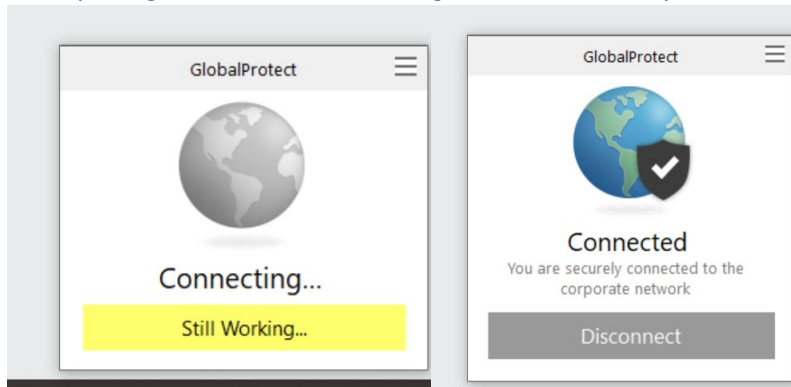 GlobalProtect
Connecting...
Still Working...
GlobalProtect
Connected
You are securely connected to the
corporate network
Disconnect